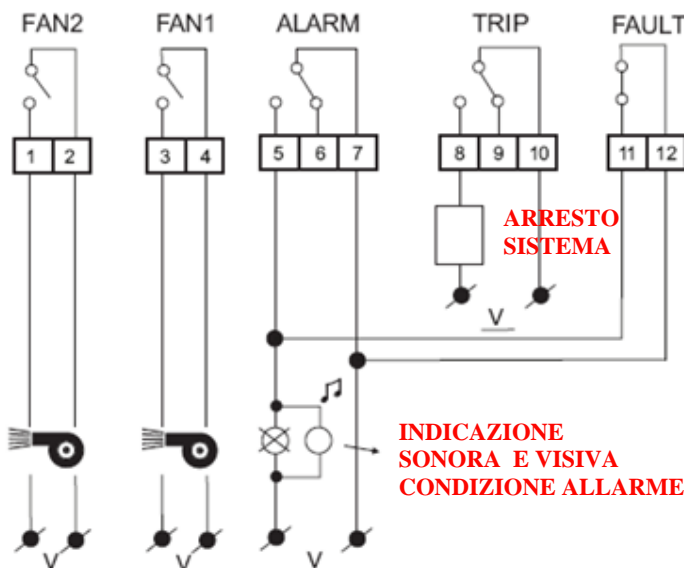 FAN2 FAN1 ALARM TRIP FAULT
1 2 3 4 5 6 7 8 9 10 11 12
ARRESTO
SISTEMA
V
INDICAZIONE
SONORA E VISIVA
CONDIZIONE ALLARME
V V V